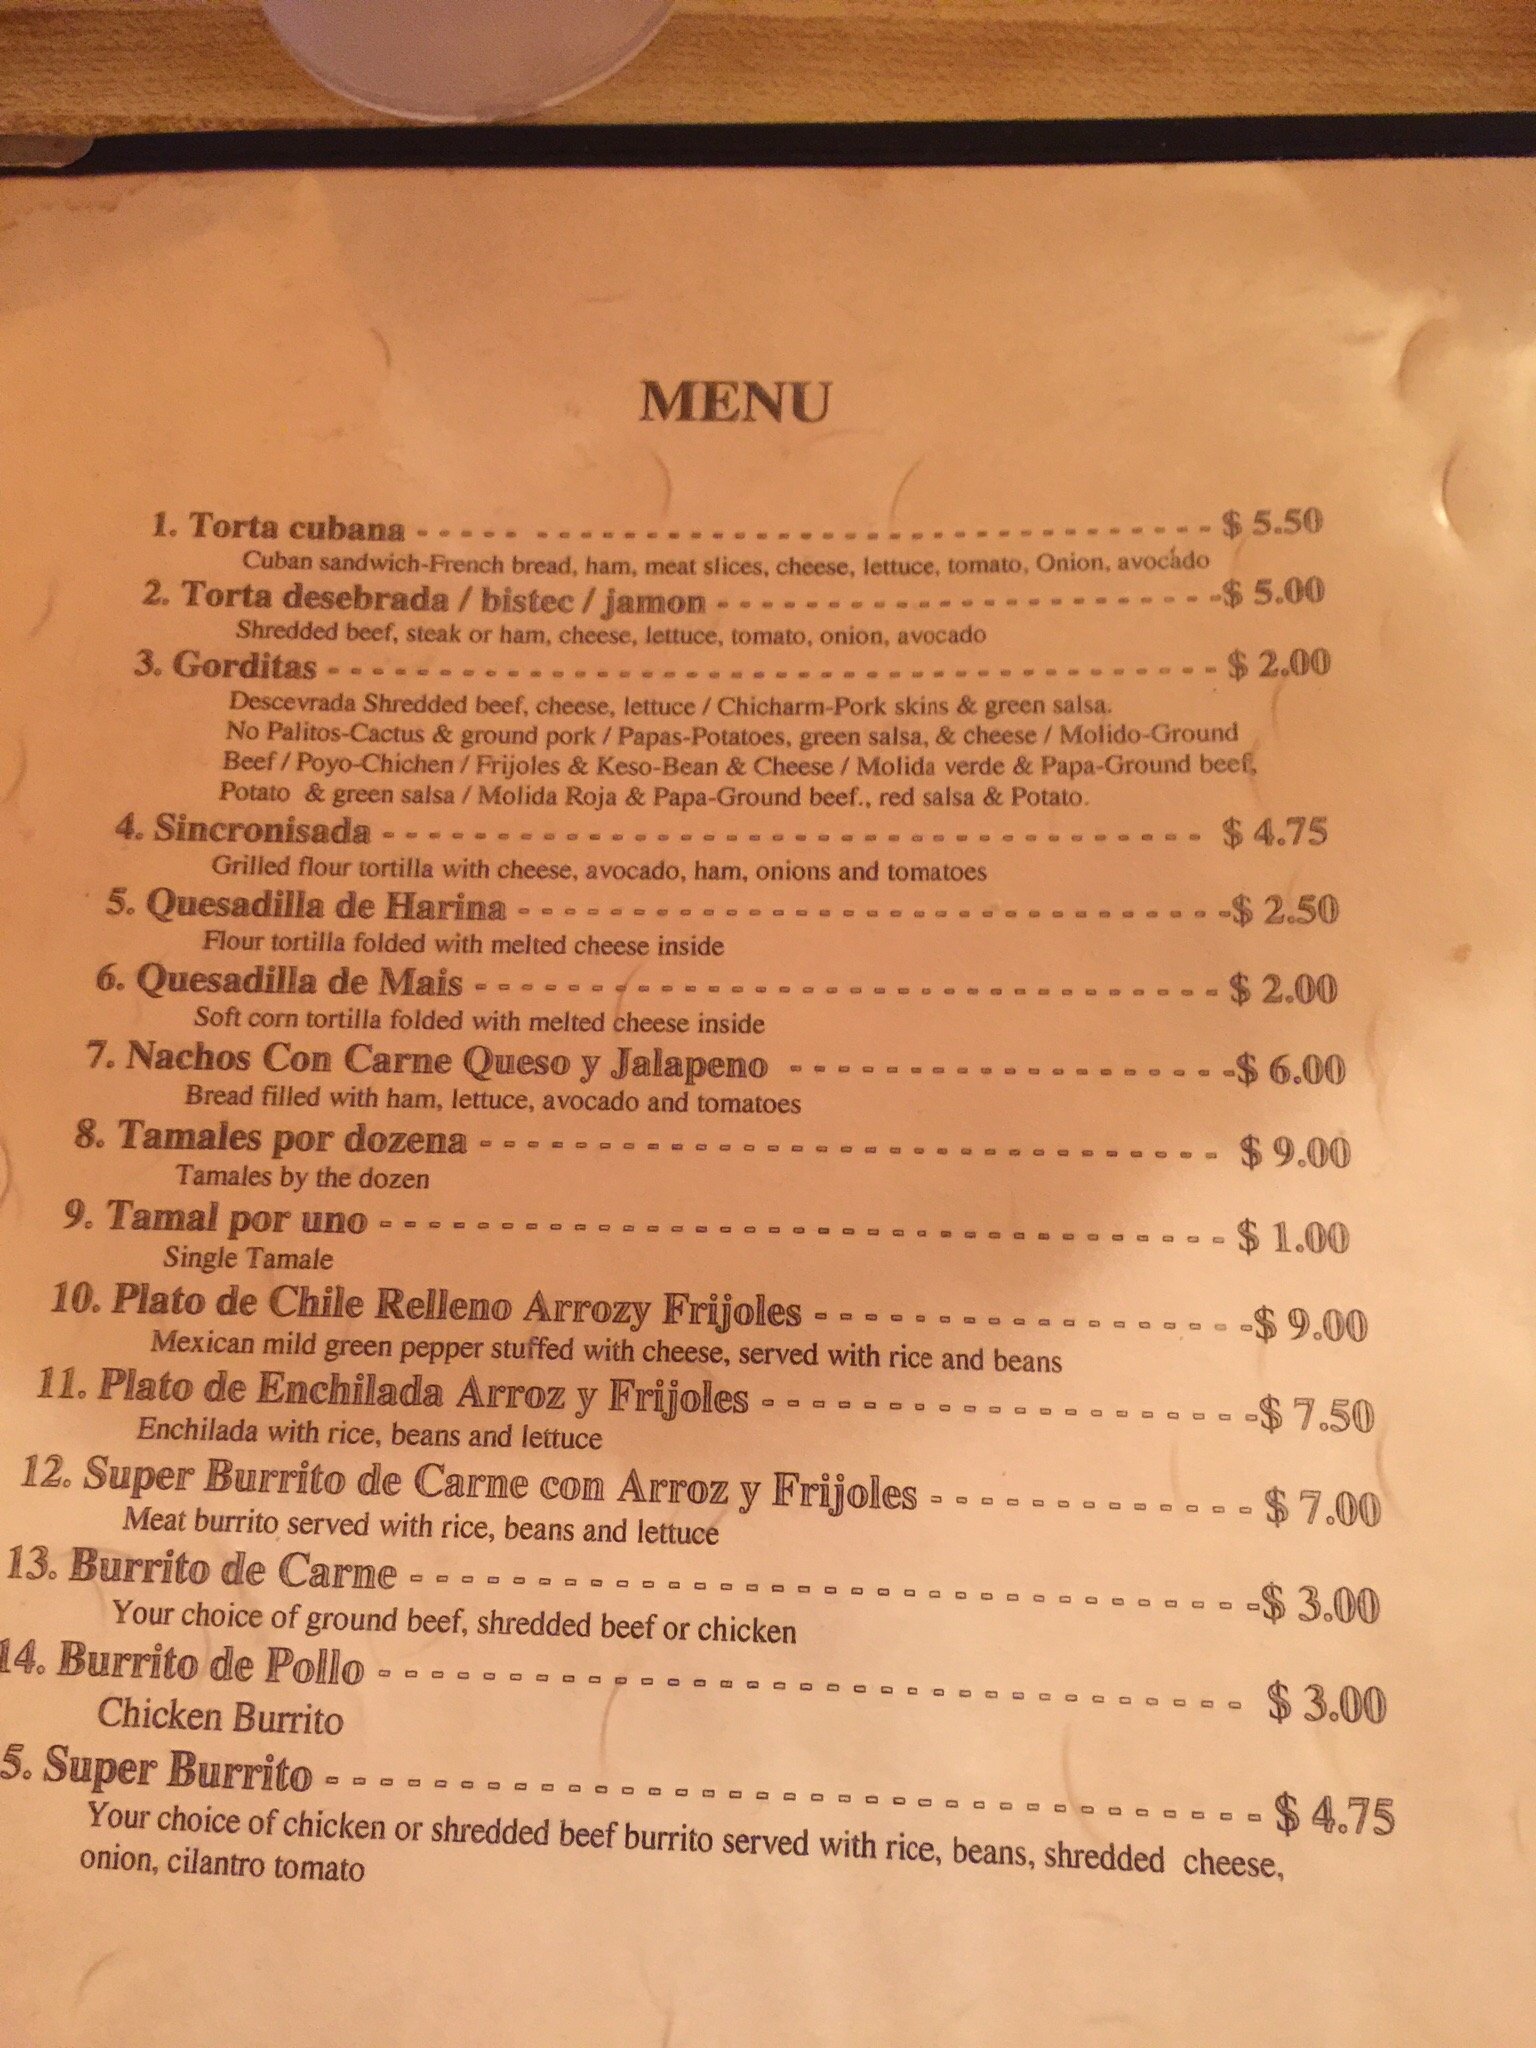 MENU
1. Torta cubana - - - - - - - - - - - - - - - - - - - - - - - - - - - - - - $ 5.50
Cuban sandwich-French bread, ham, meat slices, cheese, lettuce, tomato, Onion, avocado
2. Torta desebrada / bistec / jamon - - - - - - - - - - - - - - - - - - - - - -$ 5.00
Shredded beef, steak or ham, cheese, lettuce, tomato, onion, avocado
3. Gorditas - - - - - - - - - - - - - - - - - - - - - - - - - - - - - - - - - - $ 2.00
Descevrada Shredded beef, cheese, lettuce / Chicharm-Pork skins & green salsa.
No Palitos-Cactus & ground pork / Papas-Potatoes, green salsa, & cheese / Molido-Ground
Beef / Poyo-Chichen / Frijoles & Keso-Bean & Cheese / Molida verde & Papa-Ground beef,
Potato & green salsa / Molida Roja & Papa-Ground beef., red salsa & Potato.
4. Sincronisada - - - - - - - - - - - - - - - - - - - - - - - - - - - - - - $ 4.75
Grilled flour tortilla with cheese, avocado, ham, onions and tomatoes
5. Quesadilla de Harina - - - - - - - - - - - - - - - - - - - - - - - - - - -$ 2.50
Flour tortilla folded with melted cheese inside
6. Quesadilla de Mais - - - - - - - - - - - - - - - - - - - - - - - - - - - - $ 2.00
Soft corn tortilla folded with melted cheese inside
7. Nachos Con Carne Queso y Jalapeno - - - - - - - - - - - - - - - - - -$ 6.00
Bread filled with ham, lettuce, avocado and tomatoes
8. Tamales por dozena - - - - - - - - - - - - - - - - - - - - - - - - - - - $ 9.00
Tamales by the dozen
9. Tamal por uno - - - - - - - - - - - - - - - - - - - - - - - - - - - - - - - $ 1.00
Single Tamale
10. Plato de Chile Relleno Arrozy Frijoles - - - - - - - - - - - - - - - - -$ 9.00
Mexican mild green pepper stuffed with cheese, served with rice and beans
11. Plato de Enchilada Arroz y Frijoles - - - - - - - - - - - - - - - - - - -$ 7.50
Enchilada with rice, beans and lettuce
12. Super Burrito de Carne con Arroz y Frijoles - - - - - - - - - - - - - $ 7.00
Meat burrito served with rice, beans and lettuce
13. Burrito de Carne - - - - - - - - - - - - - - - - - - - - - - - - - - - - - -$ 3.00
Your choice of ground beef, shredded beef or chicken
14. Burrito de Pollo - - - - - - - - - - - - - - - - - - - - - - - - - - - - - - $ 3.00
Chicken Burrito
5. Super Burrito - - - - - - - - - - - - - - - - - - - - - - - - - - - - - - - - $ 4.75
Your choice of chicken or shredded beef burrito served with rice, beans, shredded cheese,
onion, cilantro tomato